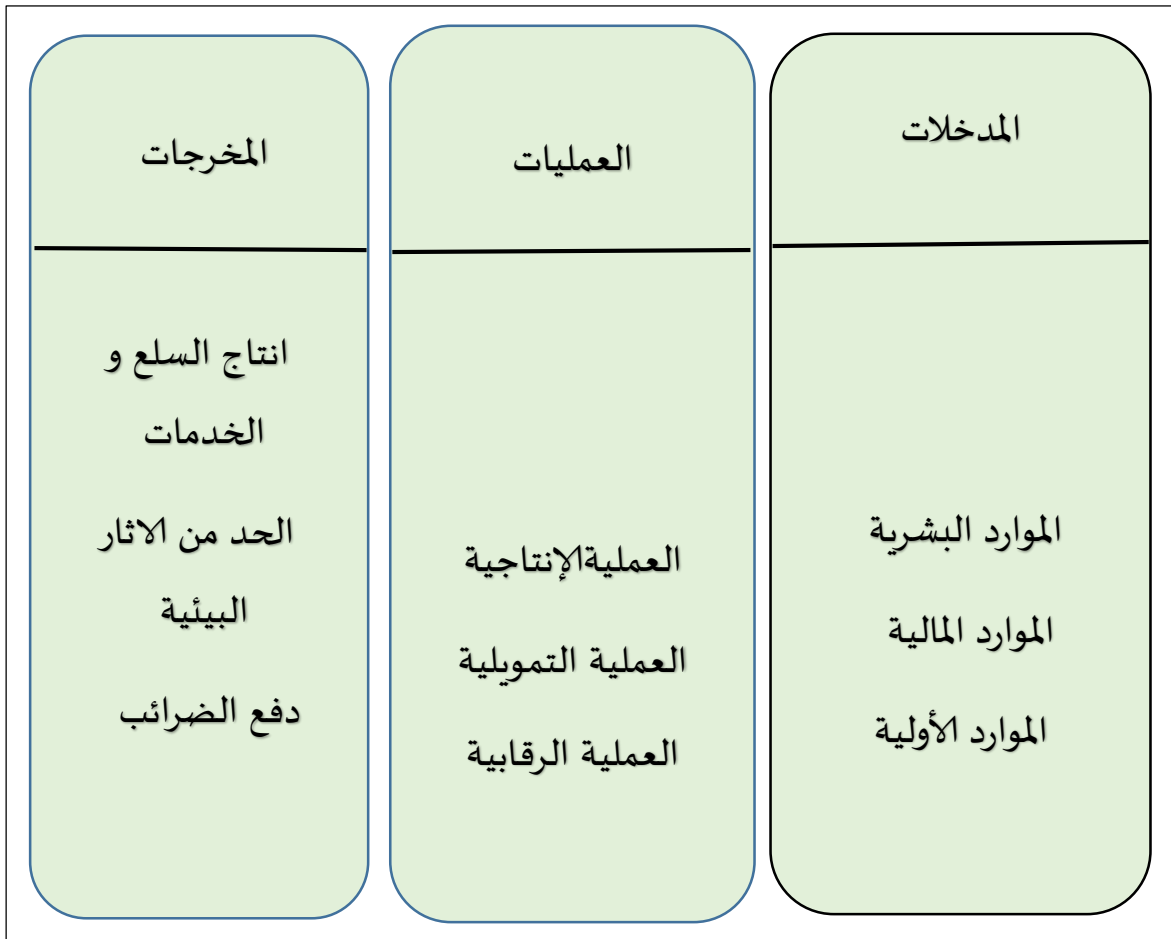 المدخلات
الموارد البشرية
الموارد المالية
الموارد الأولية
العمليات
العمليةالإنتاجية
العملية التمويلية
العملية الرقابية
المخرجات
انتاج السلع و
الخدمات
الحد من الاثار
البيئية
دفع الضرائب